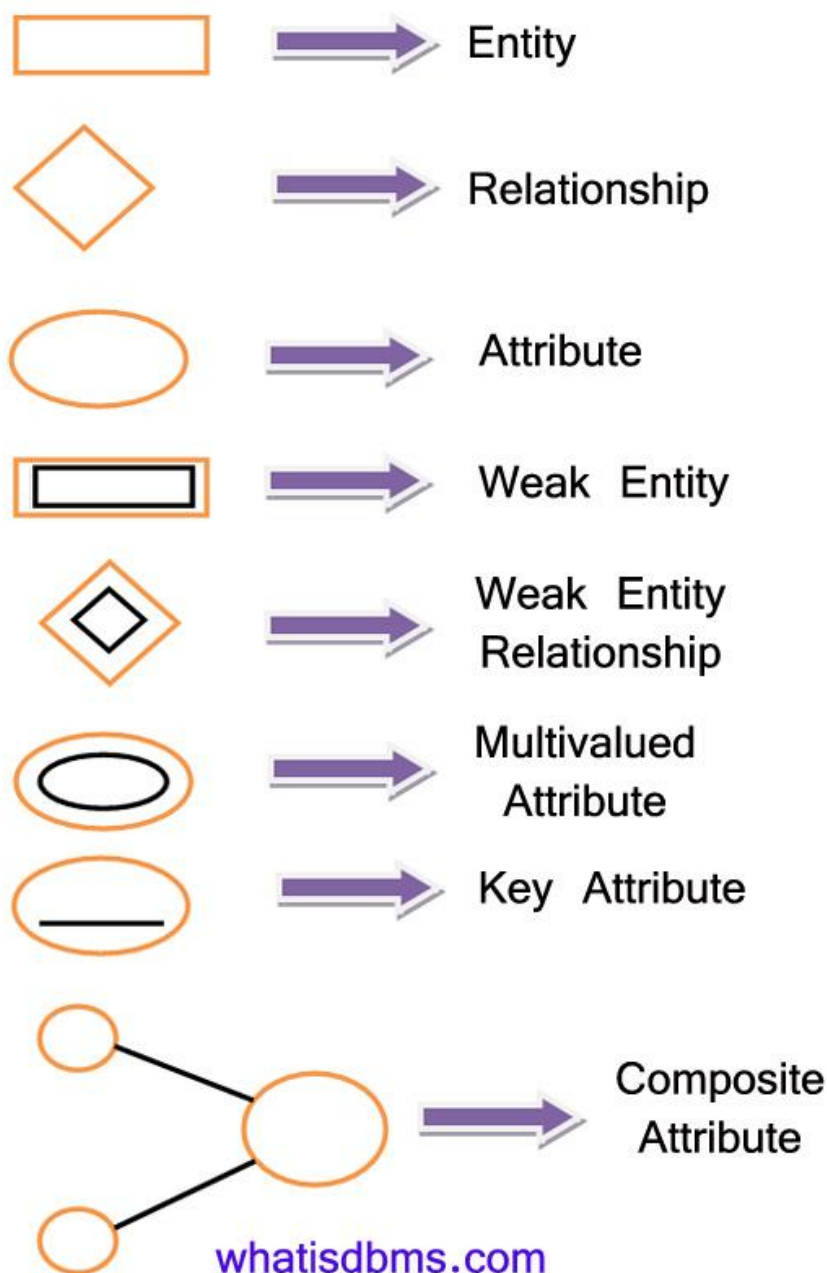 Entity
Relationship
Attribute
Weak Entity
Weak Entity
Relationship
Multivalued
Attribute
Key Attribute
Composite
Attribute
whatisdbms.com